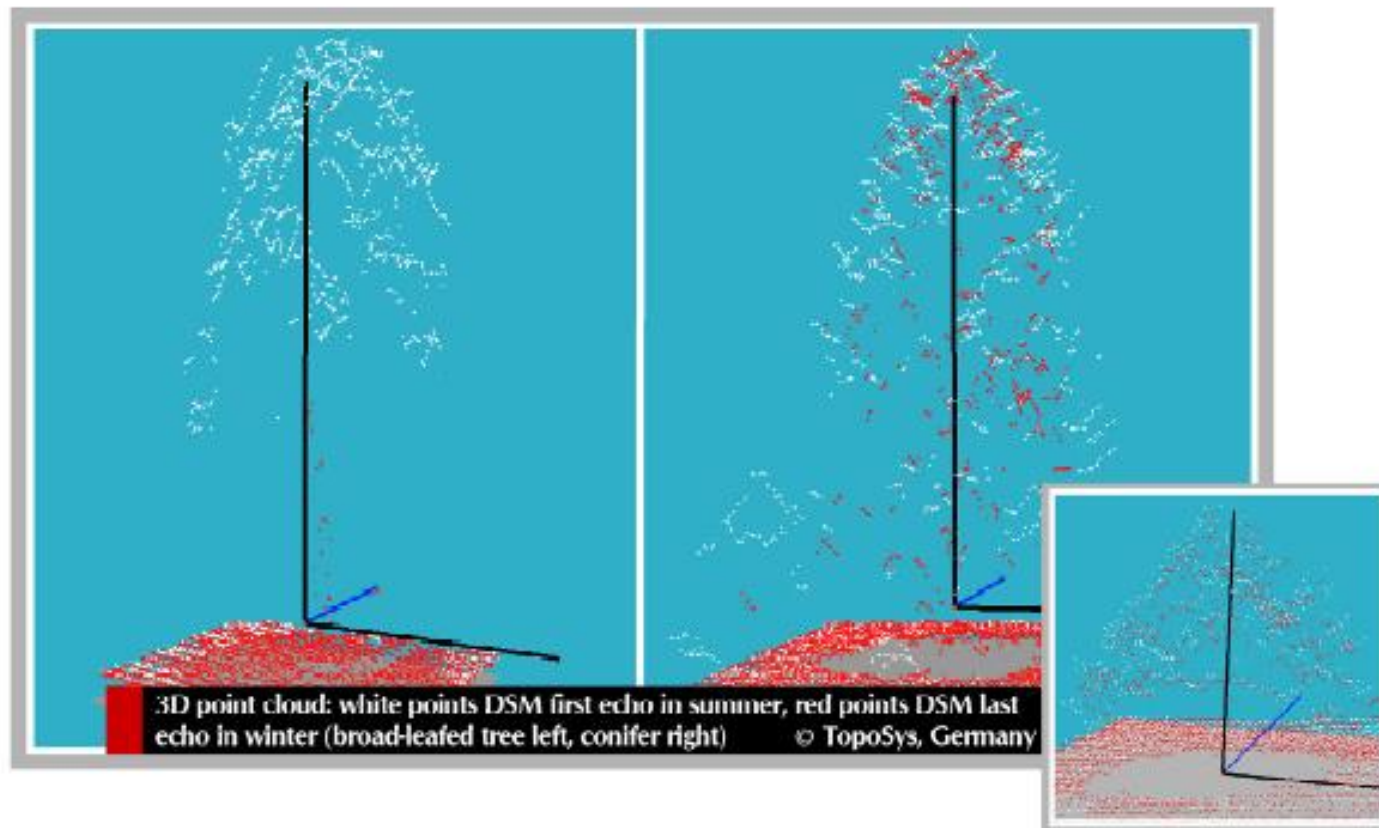 3D point cloud: white points DSM first echo in summer, red points DSM last
echo in winter (broad-leafed tree left, conifer right) © TopoSys, Germany